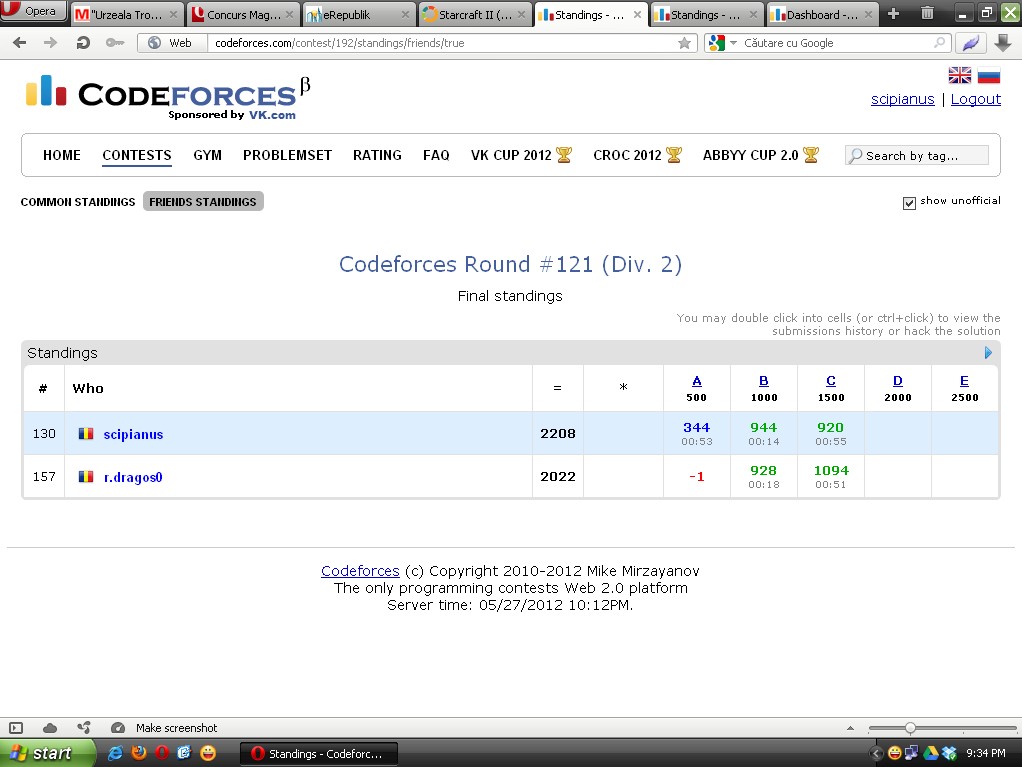 Opera
"Urzeala Tro...
Concurs Mag...
eRepublik
Starcraft II (...
Standings - ...
Standings - ...
Dashboard -...
Web
codeforces.com/contest/192/standings/friends/true
Căutare cu Google
CODEFORCES β
Sponsored by VK.com
scipianus | Logout
HOME CONTESTS GYM PROBLEMSET RATING FAQ VK CUP 2012 CROC 2012 ABBYY CUP 2.0 Search by tag...
COMMON STANDINGS FRIENDS STANDINGS show unofficial
Codeforces Round #121 (Div. 2)
Final standings
You may double click into cells (or ctrl+click) to view the
submissions history or hack the solution
Standings
# Who = * A B C D E
500 1000 1500 2000 2500
130 scipianus 2208 344 944 920
00:53 00:14 00:55
157 r.dragos0 2022 -1 928 1094
00:18 00:51
Codeforces (c) Copyright 2010-2012 Mike Mirzayanov
The only programming contests Web 2.0 platform
Server time: 05/27/2012 10:12PM.
Make screenshot
start Standings - Codeforc... 9:34 PM